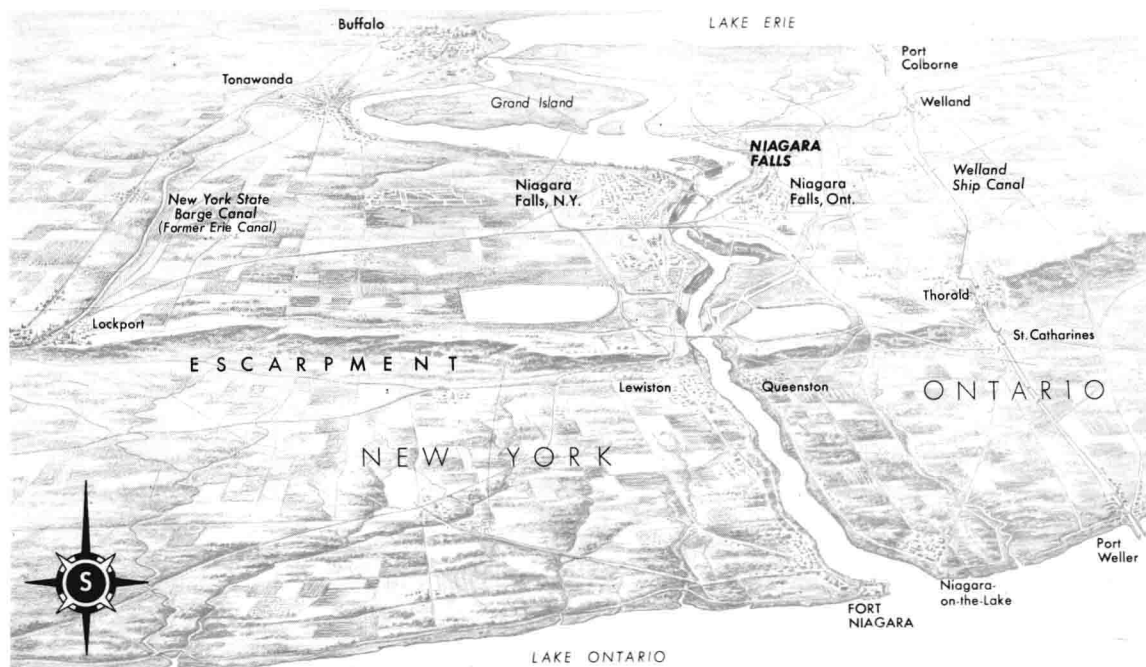 LAKE ERIE
Buffalo
Port
Colborne
Tonawanda
Grand Island
Welland
NIAGARA
FALLS
Welland
Ship Canal
Niagara
Falls, N.Y.
Niagara
Falls, Ont.
New York State
Barge Canal
(Former Erie Canal)
Thorold
Lockport
St. Catharines
ESCARPMENT
Lewiston
Queenston
ONTARIO
NEW YORK
S
Port
Weller
Niagara-
on-the-Lake
FORT
NIAGARA
LAKE ONTARIO